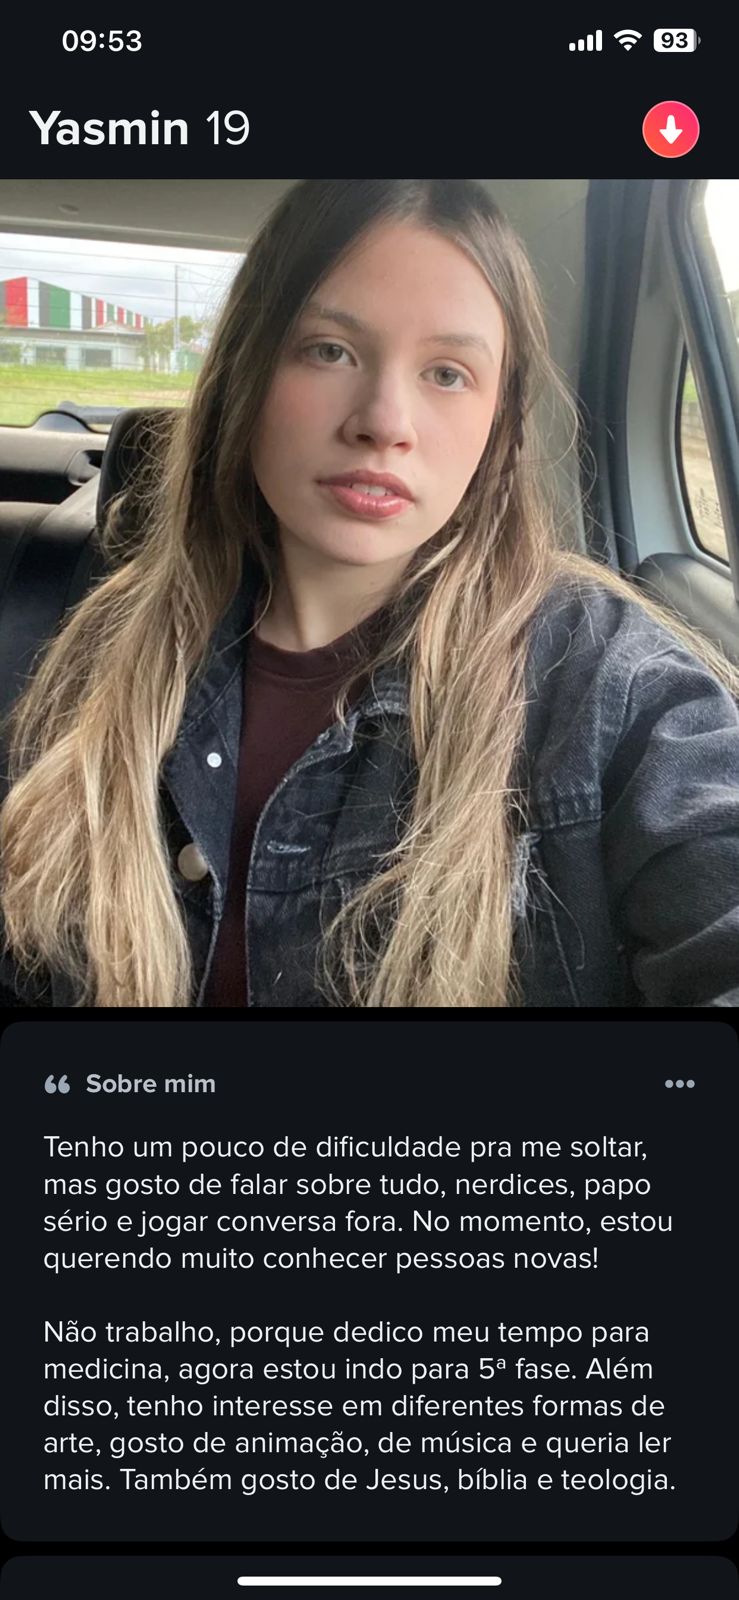 09:53
93
Yasmin 19
Sobre mim
Tenho um pouco de dificuldade pra me soltar,
mas gosto de falar sobre tudo, nerdices, papo
sério e jogar conversa fora. No momento, estou
querendo muito conhecer pessoas novas!
Não trabalho, porque dedico meu tempo para
medicina, agora estou indo para 5ª fase. Além
disso, tenho interesse em diferentes formas de
arte, gosto de animação, de música e queria ler
mais. Também gosto de Jesus, bíblia e teologia.